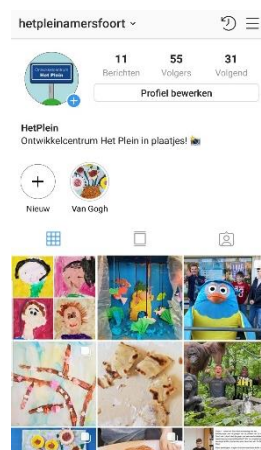 hetpleinamersfoort
11 55 31
Berichten Volgers Volgend
Profiel bewerken
Het Plein
HetPlein
Ontwikkelcentrum Het Plein in plaatjes!
Nieuw Van Gogh